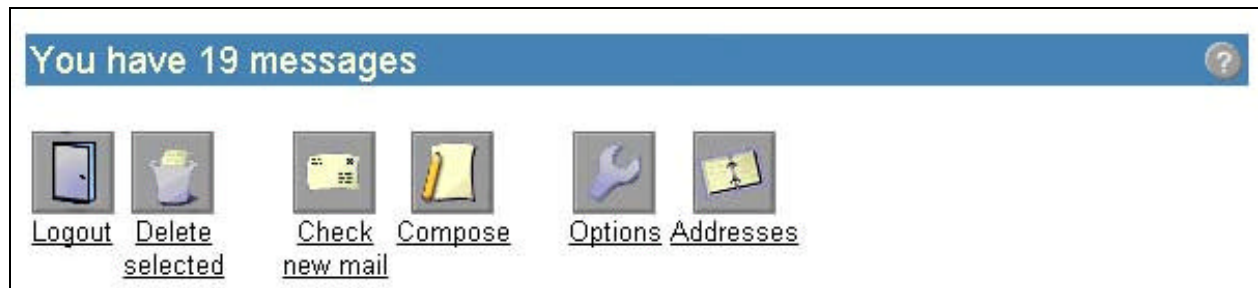 You have 19 messages
?
Logout Delete selected Check new mail Compose Options Addresses